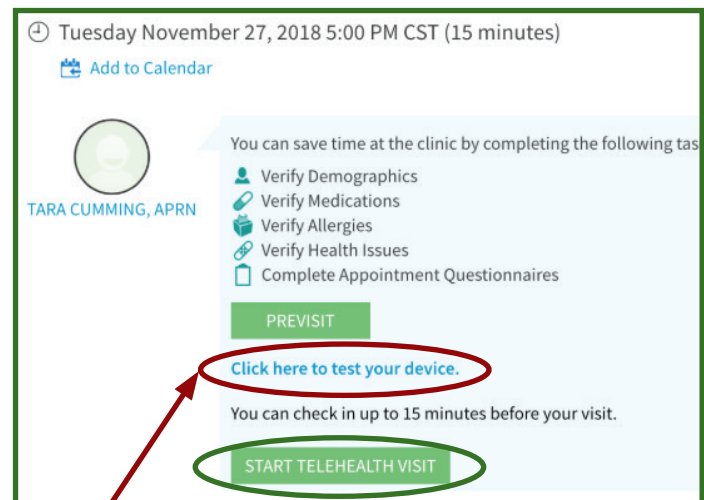 Tuesday November 27, 2018 5:00 PM CST (15 minutes)
Add to Calendar
TARA CUMMING, APRN
You can save time at the clinic by completing the following tas
Verify Demographics
Verify Medications
Verify Allergies
Verify Health Issues
Complete Appointment Questionnaires
PREVISIT
Click here to test your device.
You can check in up to 15 minutes before your visit.
START TELEHEALTH VISIT